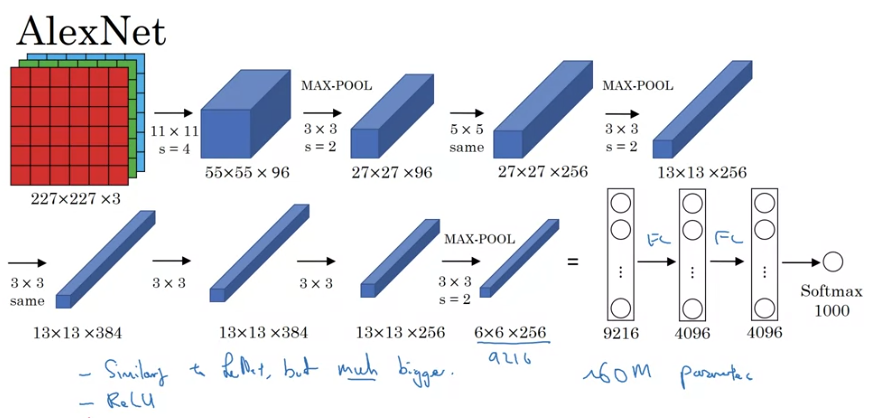 AlexNet
MAX-POOL
MAX-POOL
11 × 11
s = 4
3 × 3
s = 2
5 × 5
same
3 × 3
s = 2
227×227 ×3
55×55 × 96
27×27 ×96
27×27 ×256
13×13 ×256
3 × 3
same
3 × 3
3 × 3
MAX-POOL
3 × 3
s = 2
=
FC
FC
...
...
...
Softmax
1000
13×13 ×384
13×13 ×384
13×13 ×256
6×6 ×256
9216
9216
4096
4096
- Similarity to LeNet, but much bigger.
~60M
- ReLU